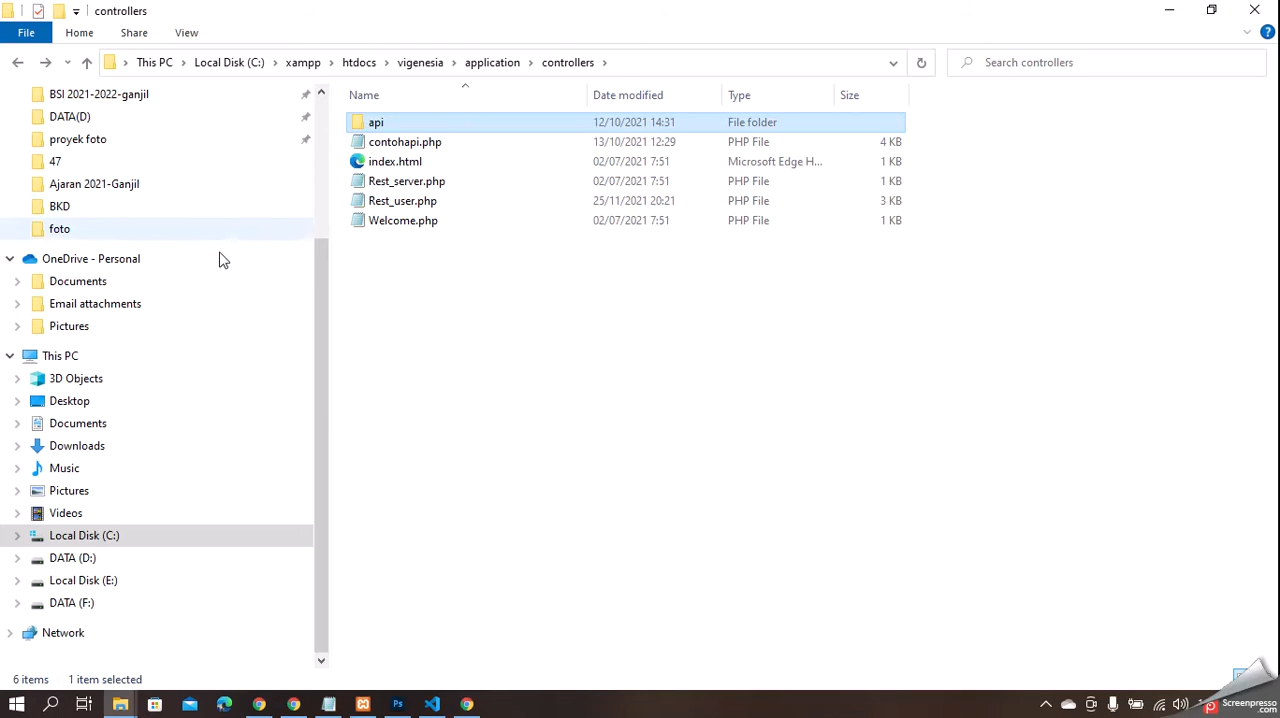 controllers
File Home Share View
This PC Local Disk (C:) xampp htdocs vigenesia application controllers
Search controllers
Name Date modified Type Size
BSI 2021-2022-ganjil
DATA(D)
proyek foto
47
Ajaran 2021-Ganjil
BKD
foto
OneDrive - Personal
Documents
Email attachments
Pictures
This PC
3D Objects
Desktop
Documents
Downloads
Music
Pictures
Videos
Local Disk (C:)
DATA (D:)
Local Disk (E:)
DATA (F:)
Network
api 12/10/2021 14:31 File folder
contohapi.php 13/10/2021 12:29 PHP File 4 KB
index.html 02/07/2021 7:51 Microsoft Edge H... 1 KB
Rest_server.php 02/07/2021 7:51 PHP File 1 KB
Rest_user.php 25/11/2021 20:21 PHP File 3 KB
Welcome.php 02/07/2021 7:51 PHP File 1 KB
6 items 1 item selected
Ps
Screenpresso
.com